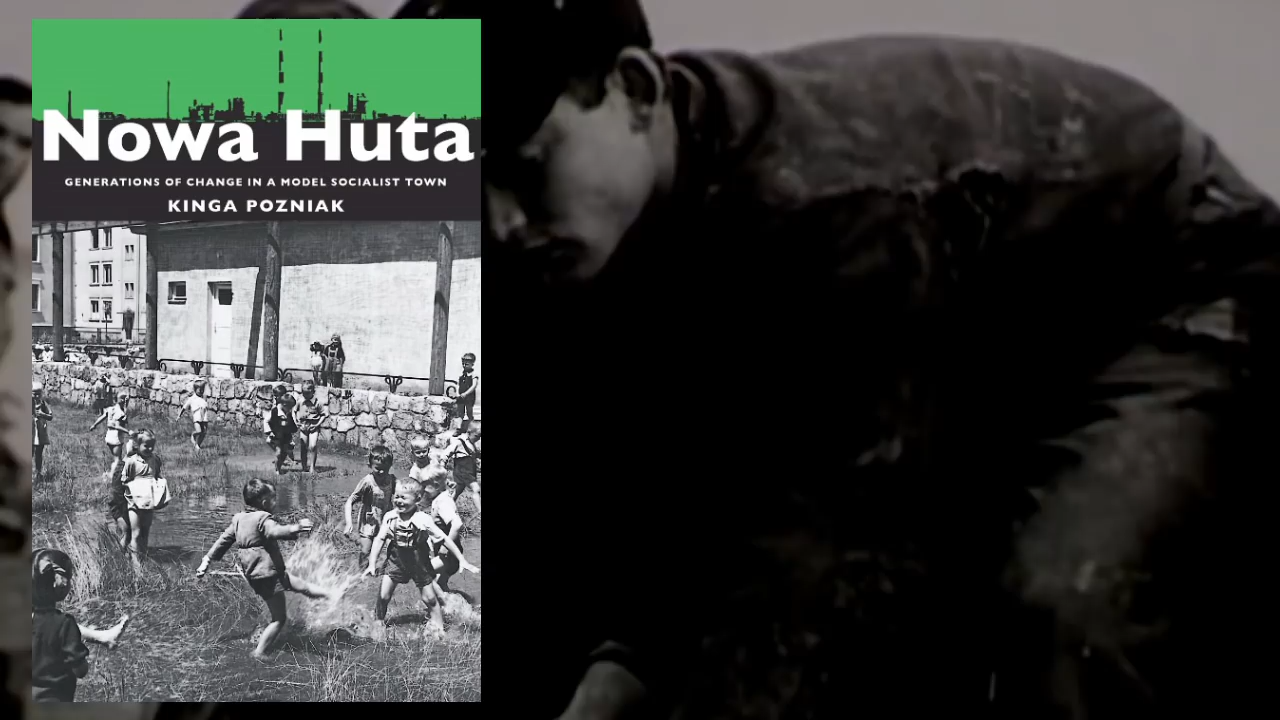 Nowa Huta
GENERATIONS OF CHANGE IN A MODEL SOCIALIST TOWN
KINGA POZNIAK